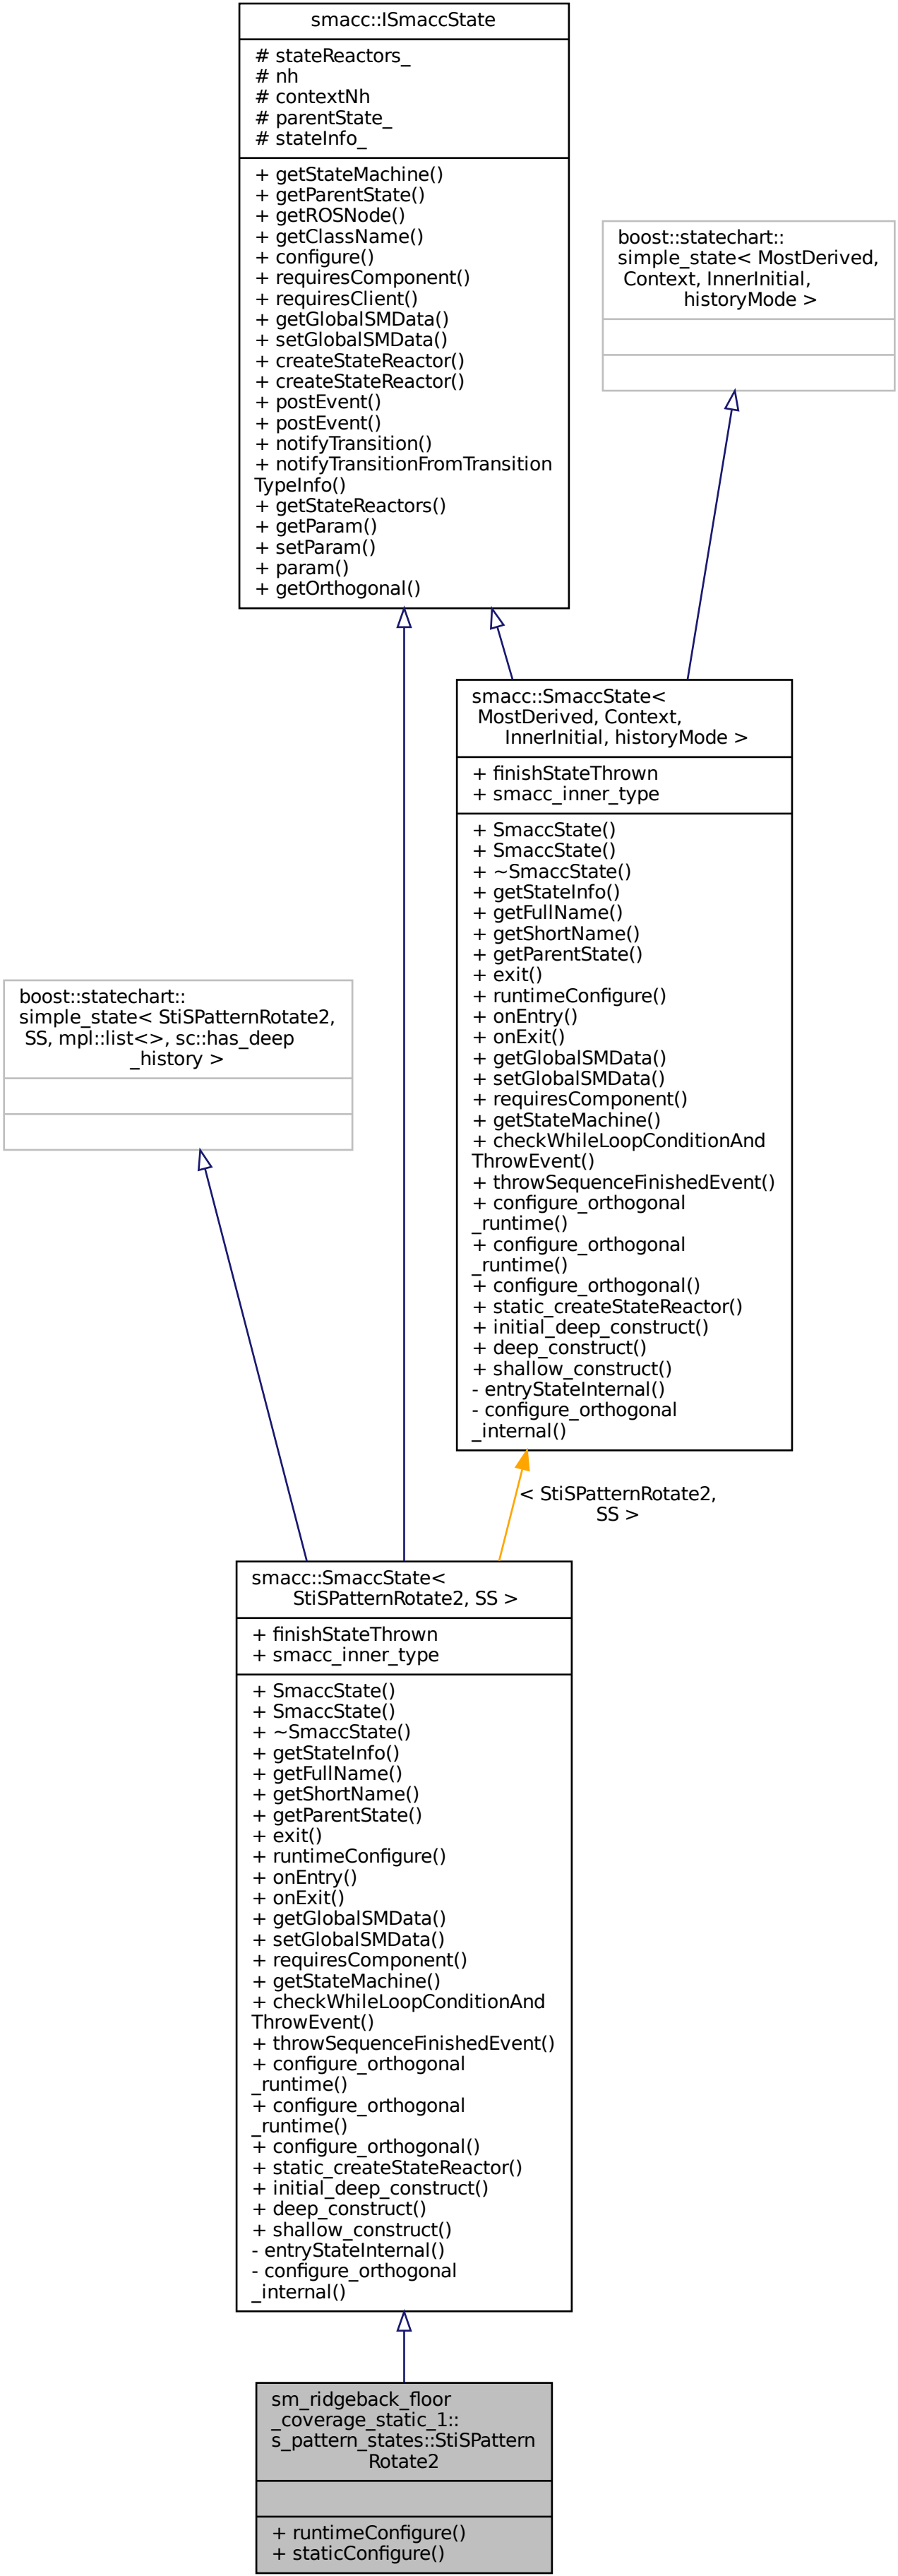 smacc::ISmaccState
# stateReactors_
# nh
# contextNh
# parentState_
# stateInfo_
+ getStateMachine()
+ getParentState()
+ getROSNode()
+ getClassName()
+ configure()
+ requiresComponent()
+ requiresClient()
+ getGlobalSMData()
+ setGlobalSMData()
+ createStateReactor()
+ createStateReactor()
+ postEvent()
+ postEvent()
+ notifyTransition()
+ notifyTransitionFromTransition
TypeInfo()
+ getStateReactors()
+ getParam()
+ setParam()
+ param()
+ getOrthogonal()
boost::statechart::
simple_state< MostDerived,
Context, InnerInitial,
historyMode >
smacc::SmaccState<
MostDerived, Context,
InnerInitial, historyMode >
+ finishStateThrown
+ smacc_inner_type
+ SmaccState()
+ SmaccState()
+ ~SmaccState()
+ getStateInfo()
+ getFullName()
+ getShortName()
+ getParentState()
+ exit()
+ runtimeConfigure()
+ onEntry()
+ onExit()
+ getGlobalSMData()
+ setGlobalSMData()
+ requiresComponent()
+ getStateMachine()
+ checkWhileLoopConditionAnd
ThrowEvent()
+ throwSequenceFinishedEvent()
+ configure_orthogonal
_runtime()
+ configure_orthogonal
_runtime()
+ configure_orthogonal()
+ static_createStateReactor()
+ initial_deep_construct()
+ deep_construct()
+ shallow_construct()
- entryStateInternal()
- configure_orthogonal
_internal()
boost::statechart::
simple_state< StiSPatternRotate2,
SS, mpl::list<>, sc::has_deep
_history >
< StiSPatternRotate2,
SS >
smacc::SmaccState<
StiSPatternRotate2, SS >
+ finishStateThrown
+ smacc_inner_type
+ SmaccState()
+ SmaccState()
+ ~SmaccState()
+ getStateInfo()
+ getFullName()
+ getShortName()
+ getParentState()
+ exit()
+ runtimeConfigure()
+ onEntry()
+ onExit()
+ getGlobalSMData()
+ setGlobalSMData()
+ requiresComponent()
+ getStateMachine()
+ checkWhileLoopConditionAnd
ThrowEvent()
+ throwSequenceFinishedEvent()
+ configure_orthogonal
_runtime()
+ configure_orthogonal
_runtime()
+ configure_orthogonal()
+ static_createStateReactor()
+ initial_deep_construct()
+ deep_construct()
+ shallow_construct()
- entryStateInternal()
- configure_orthogonal
_internal()
sm_ridgeback_floor
_coverage_static_1::
s_pattern_states::StiSPattern
Rotate2
+ runtimeConfigure()
+ staticConfigure()